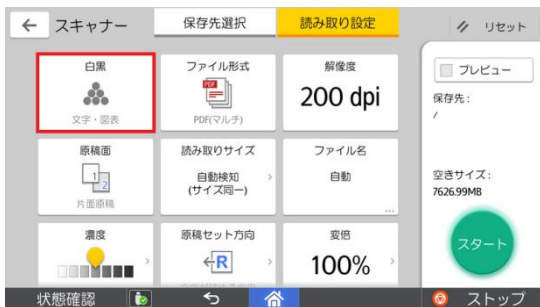 スキャナー
保存先選択
読み取り設定
リセット
白黒
文字・図表
ファイル形式
PDF
PDF(マルチ)
解像度
200 dpi
プレビュー
保存先：
/
原稿面
1
2
片面原稿
読み取りサイズ
自動検知
(サイズ同一)
ファイル名
自動
...
空きサイズ：
7626.99MB
濃度
原稿セット方向
R
変倍
100%
スタート
状態確認
ストップ